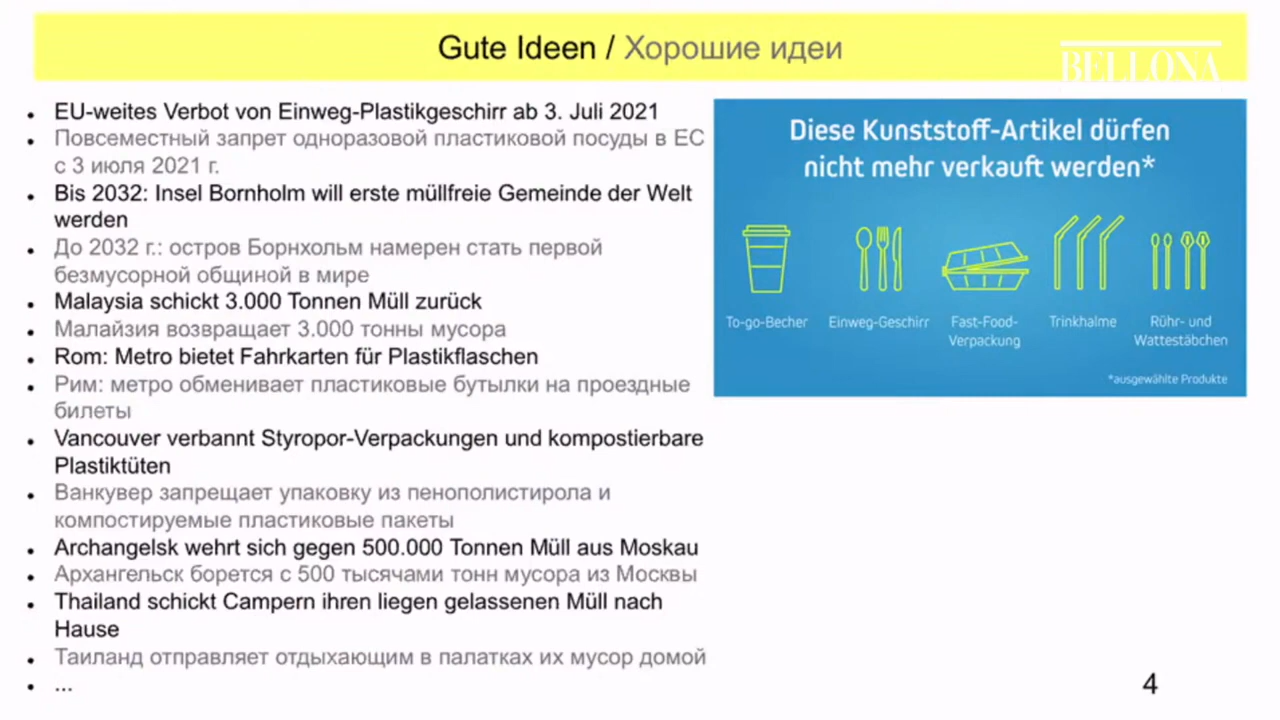 Gute Ideen / Хорошие идеи
BELLONA
• EU-weites Verbot von Einweg-Plastikgeschirr ab 3. Juli 2021
• Повсеместный запрет одноразовой пластиковой посуды в ЕС
с 3 июля 2021 г.
• Bis 2032: Insel Bornholm will erste müllfreie Gemeinde der Welt
werden
• До 2032 г.: остров Борнхольм намерен стать первой
безмусорной общиной в мире
• Malaysia schickt 3.000 Tonnen Müll zurück
• Малайзия возвращает 3.000 тонны мусора
• Rom: Metro bietet Fahrkarten für Plastikflaschen
• Рим: метро обменивает пластиковые бутылки на проездные
билеты
• Vancouver verbannt Styropor-Verpackungen und kompostierbare
Plastiktüten
• Ванкувер запрещает упаковку из пенополистирола и
компостируемые пластиковые пакеты
• Archangelsk wehrt sich gegen 500.000 Tonnen Müll aus Moskau
• Архангельск борется с 500 тысячами тонн мусора из Москвы
• Thailand schickt Campern ihren liegen gelassenen Müll nach
Hause
• Таиланд отправляет отдыхающим в палатках их мусор домой
• ...
Diese Kunststoff-Artikel dürfen
nicht mehr verkauft werden*
To-go-Becher
Einweg-Geschirr
Fast-Food-
Verpackung
Trinkhalme
Rühr- und
Wattestäbchen
*ausgewählte Produkte
4